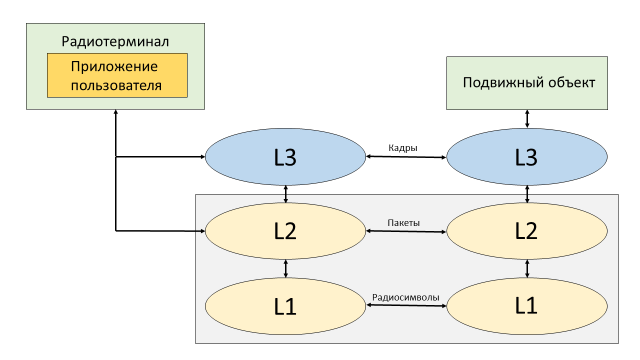 Радиотерминал
Приложение
пользователя
Подвижный объект
L3
Кадры
L3
L2
Пакеты
L2
L1
Радиосимволы
L1